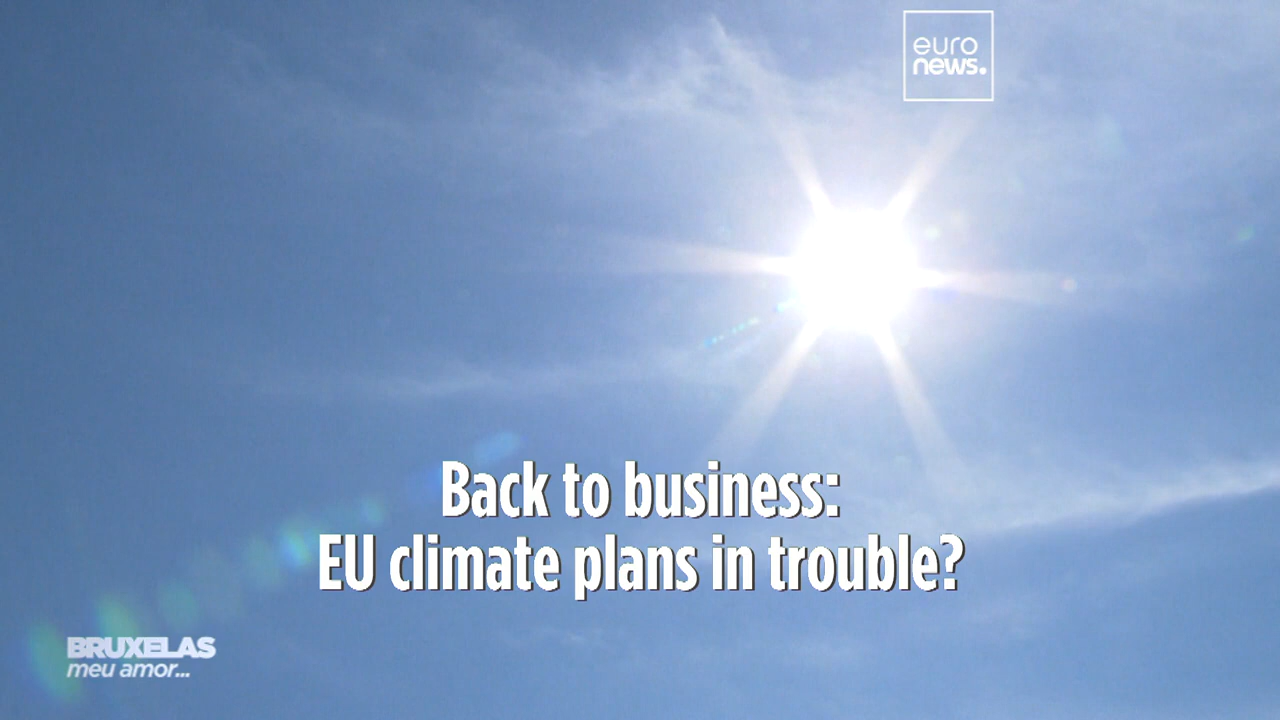 euro
news.
Back to business:
EU climate plans in trouble?
BRUXELAS
meu amor...